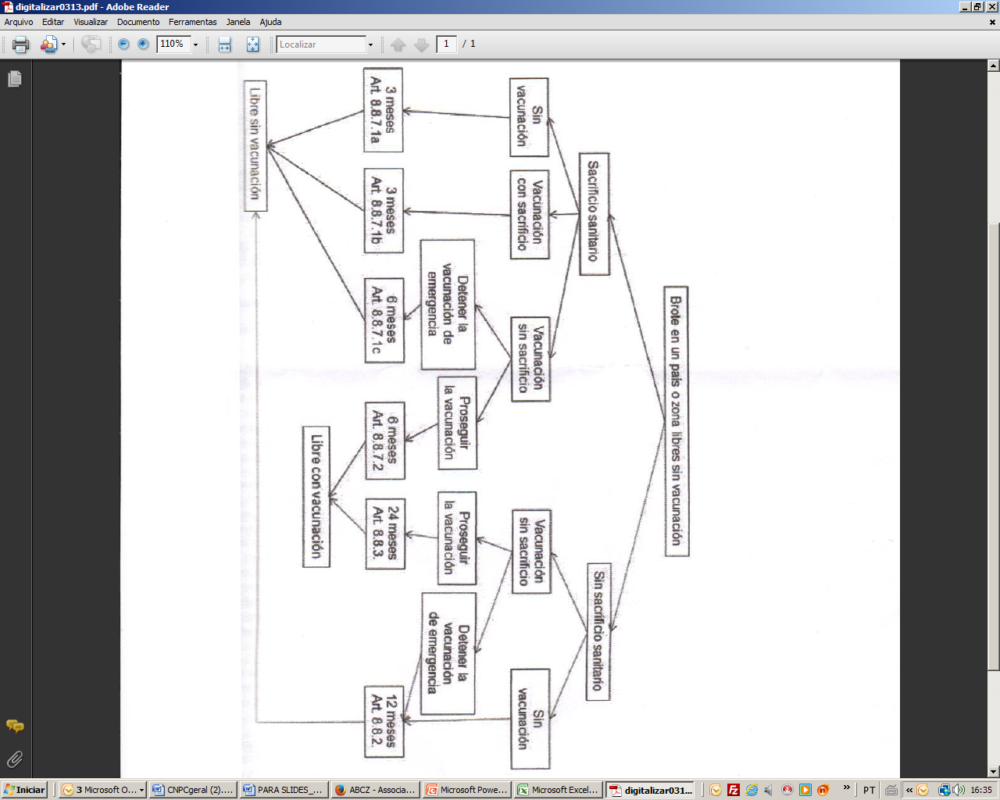 digitalizar0313.pdf - Adobe Reader
Arquivo Editar Visualizar Documento Ferramentas Janela Ajuda
110% Localizar 1 / 1
Brote en un país o zona libres sin vacunación
Sacrificio sanitario
Sin sacrificio sanitario
Sin
vacunación
Vacunación
con sacrificio
Vacunación
sin sacrificio
Vacunación
sin sacrificio
Sin
vacunación
Detener la
vacunación de
emergencia
Proseguir
la vacunación
Proseguir
la vacunación
Detener la
vacunación
de emergencia
3 meses
Art. 8.8.7.1a
3 meses
Art. 8.8.7.1b
6 meses
Art. 8.8.7.1c
6 meses
Art. 8.8.7.2
24 meses
Art. 8.8.3.
12 meses
Art. 8.8.2.
Libre con vacunación
Libre sin vacunación
Iniciar 3 Microsoft O... CNPCgeral (2).... PARA SLIDES_... ABCZ - Associa... Microsoft Powe... Microsoft Excel... digitalizar031... » PT « 16:35